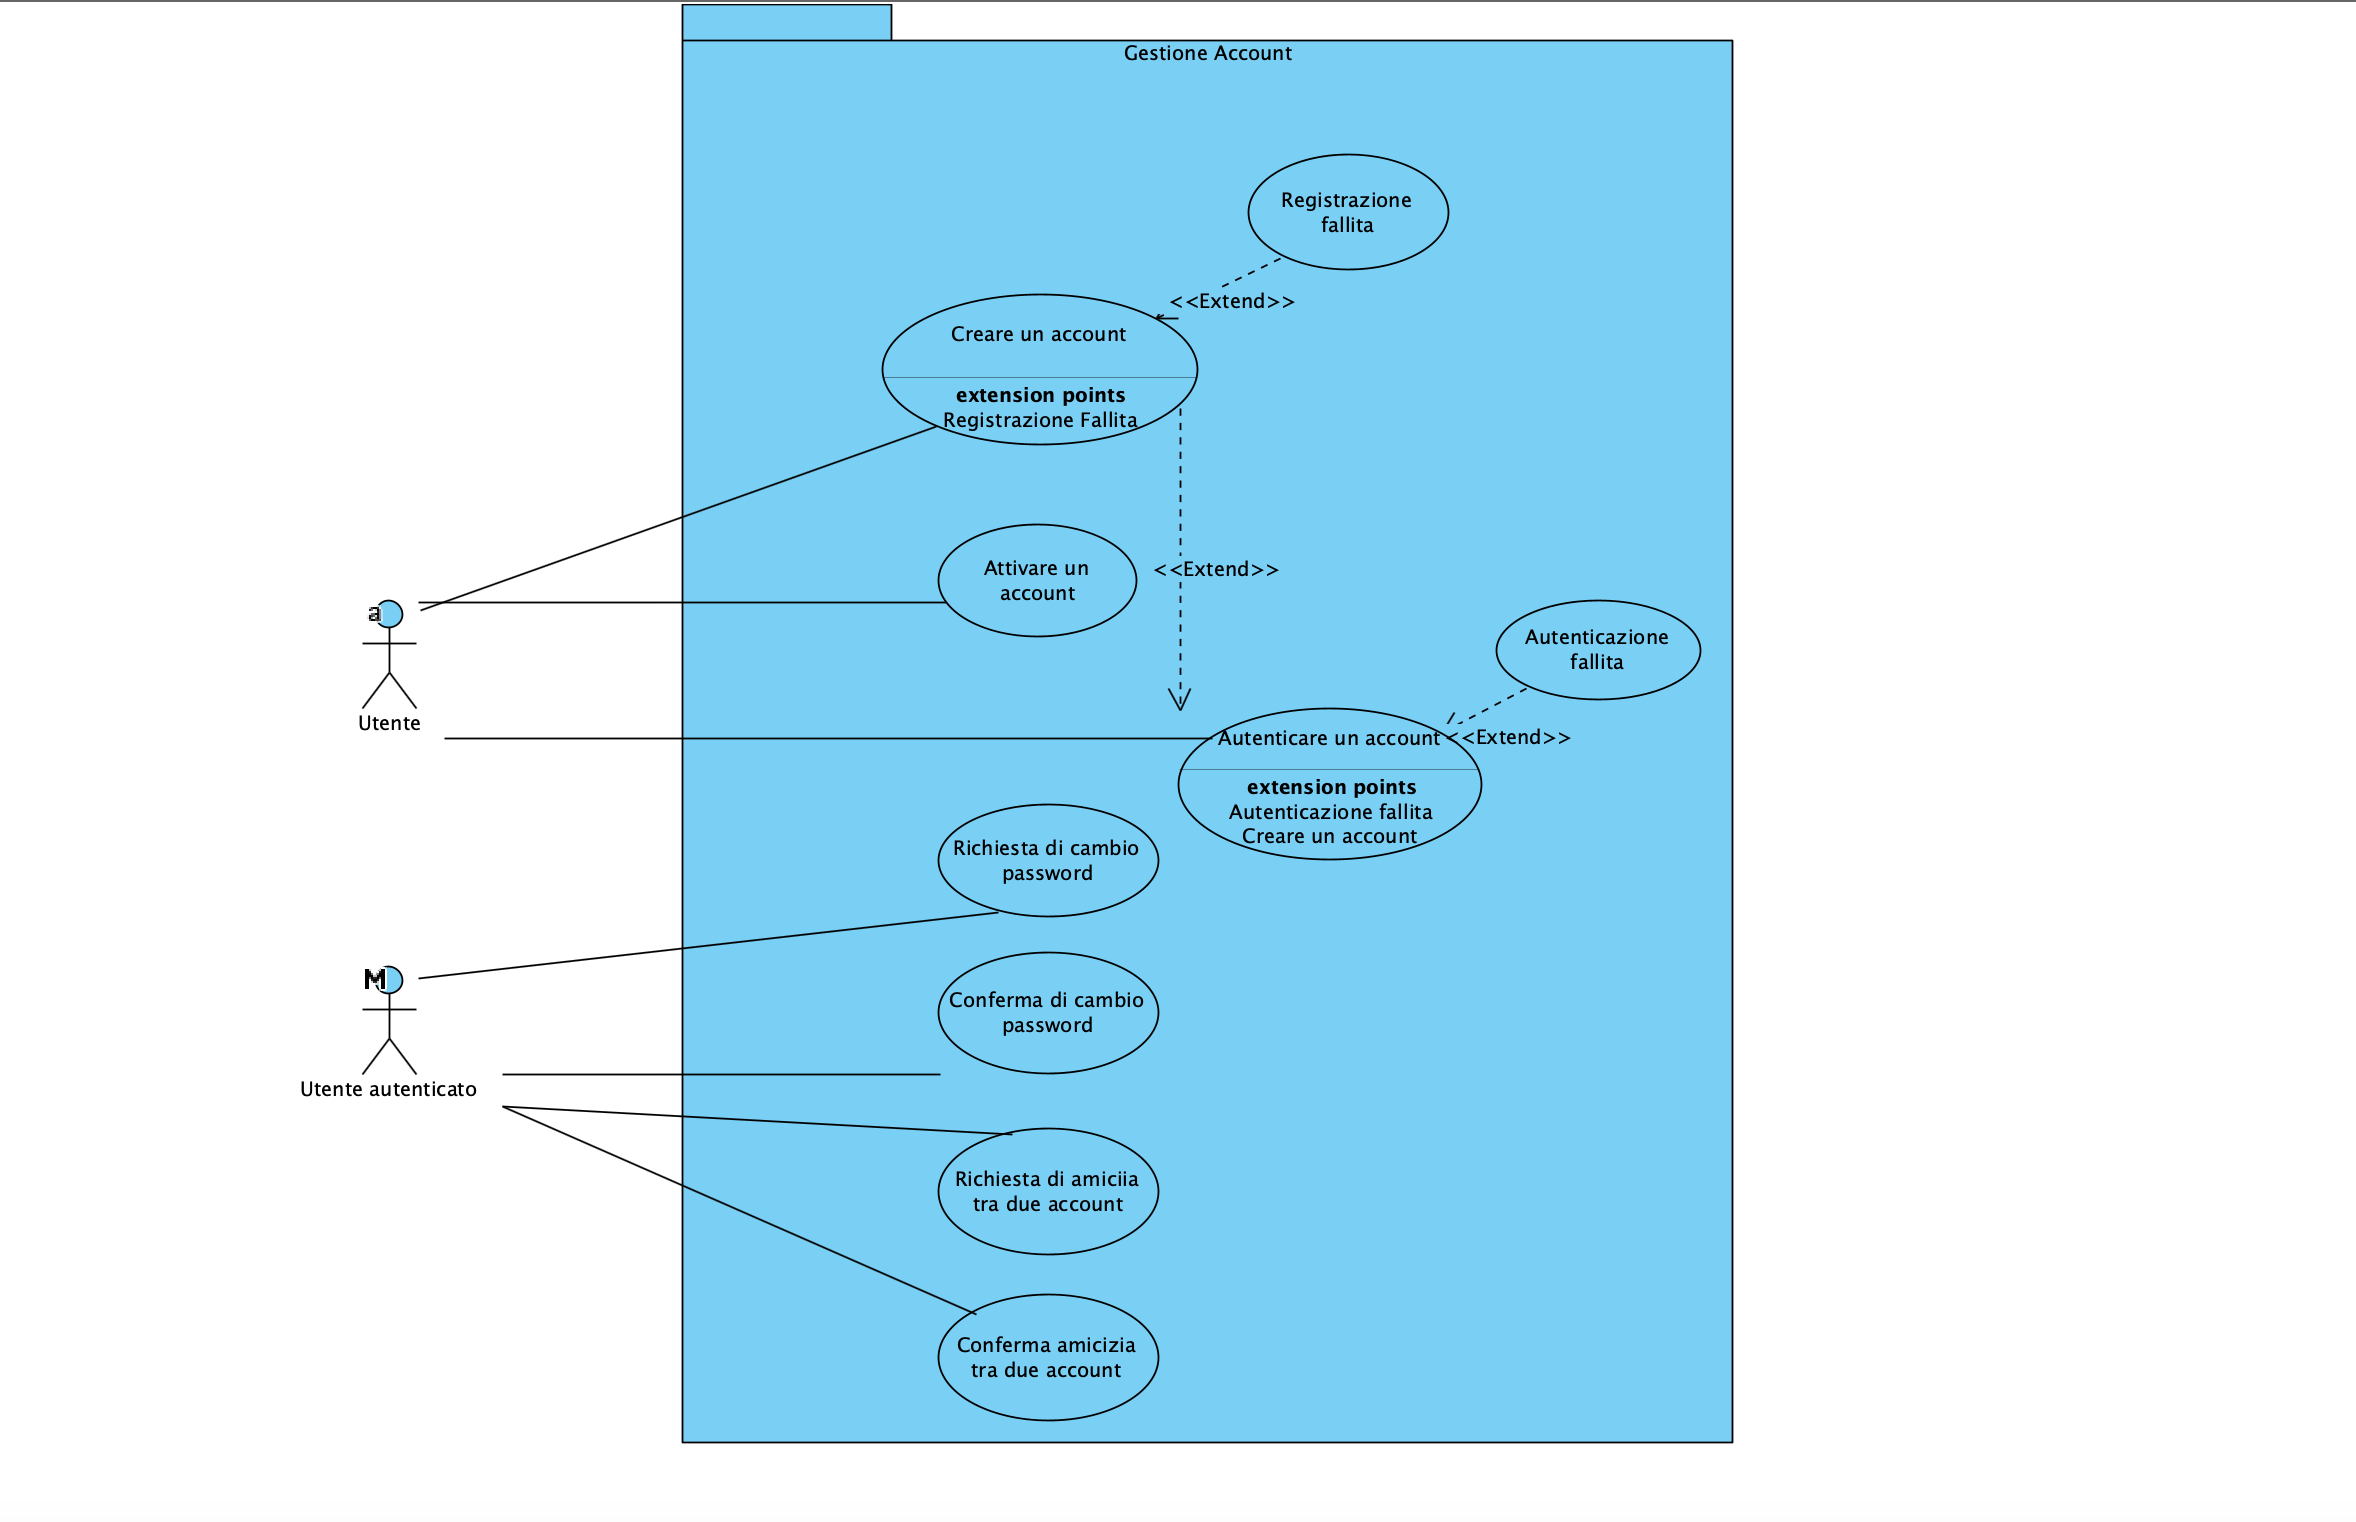 Gestione Account
Registrazione
fallita
<<Extend>>
Creare un account
extension points
Registrazione Fallita
Attivare un
account
<<Extend>>
a
Utente
Autenticazione
fallita
Autenticare un account
<<Extend>>
extension points
Autenticazione fallita
Creare un account
Richiesta di cambio
password
M
Utente autenticato
Conferma di cambio
password
Richiesta di amiciia
tra due account
Conferma amicizia
tra due account